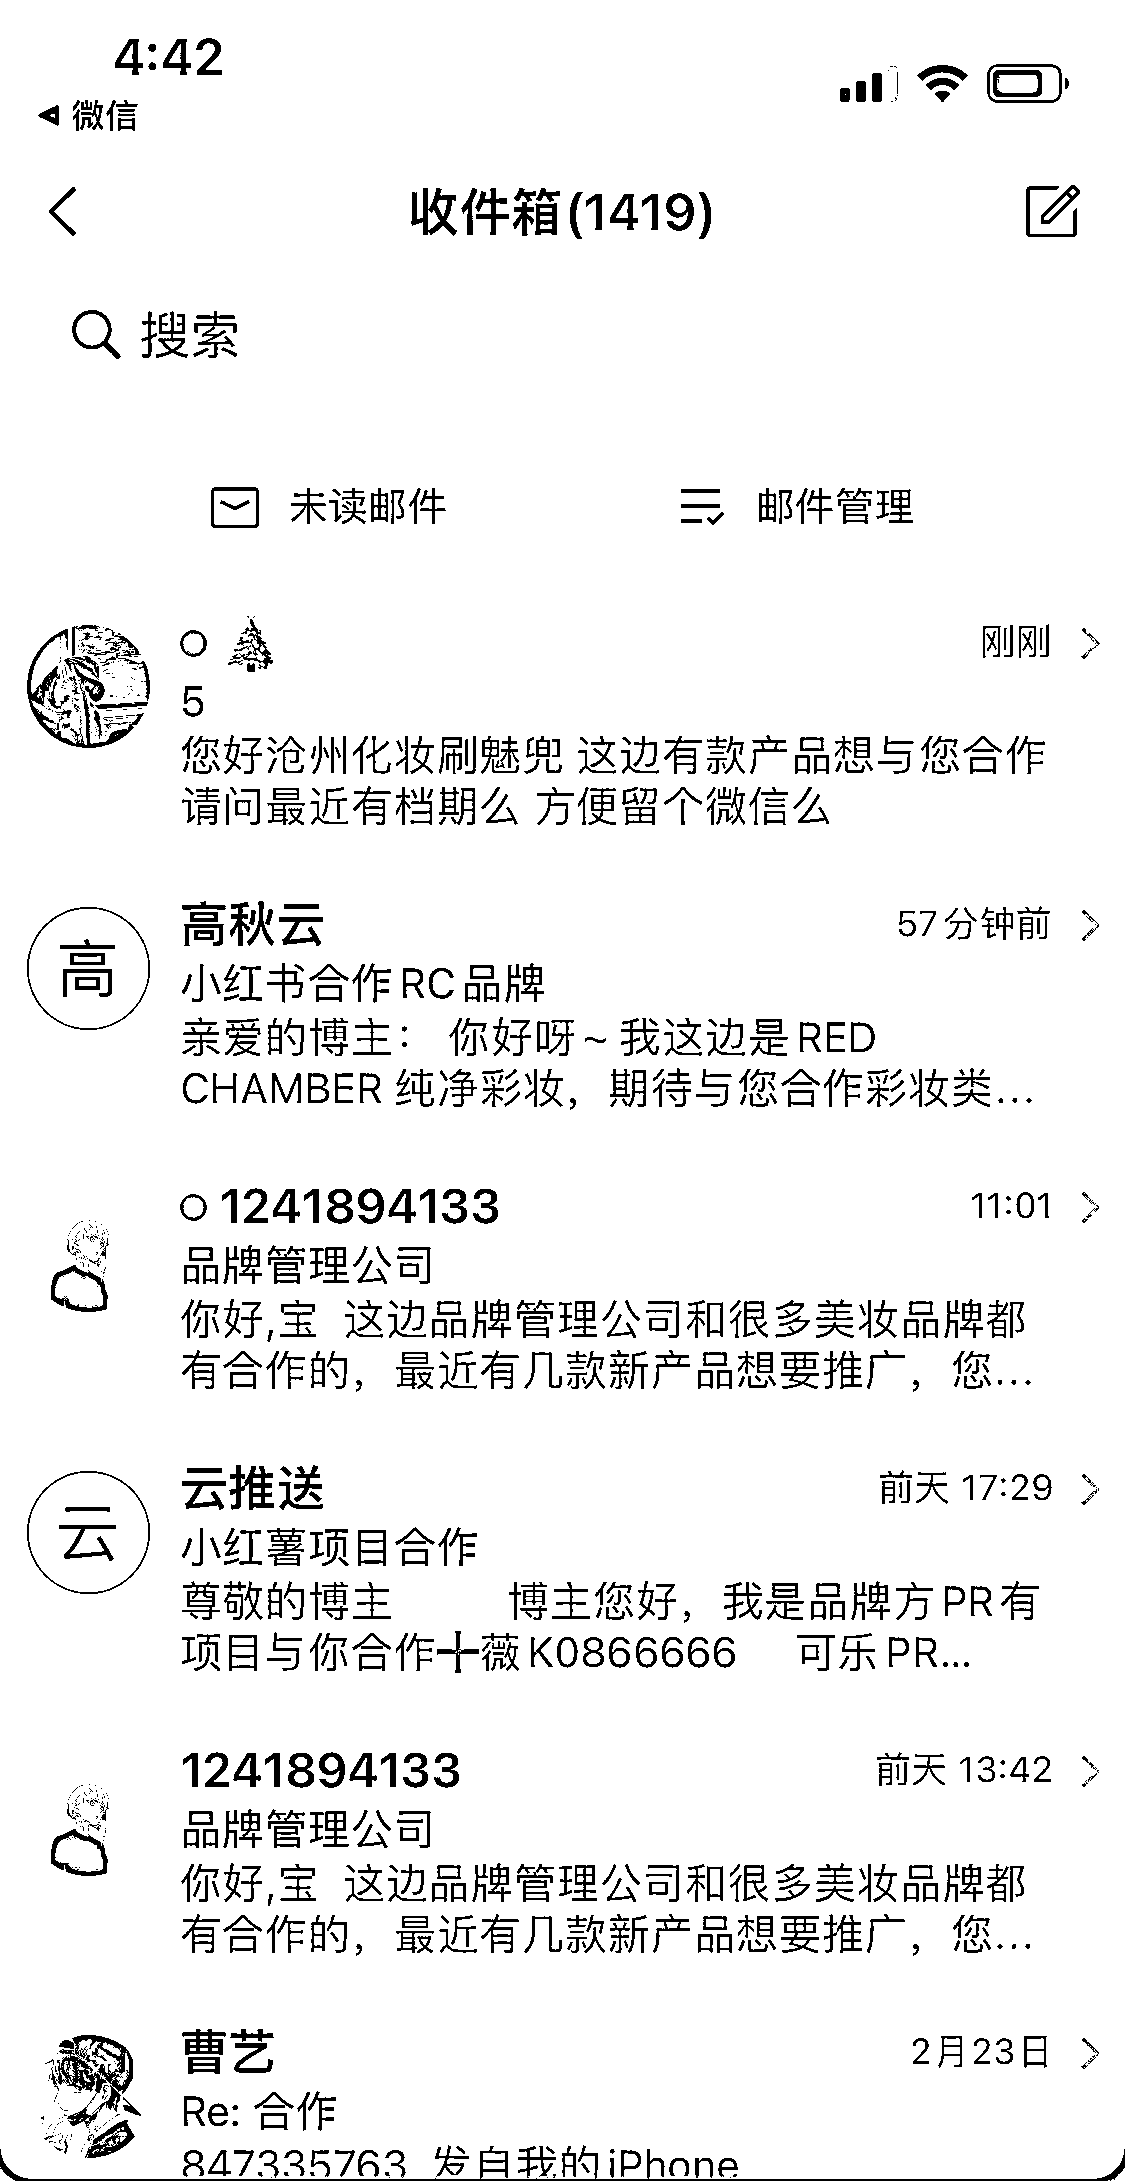 4:42
微信
收件箱(1419)
搜索
未读邮件 邮件管理
刚刚
5
您好沧州化妆刷魅兜 这边有款产品想与您合作
请问最近有档期么 方便留个微信么
高
高秋云 57分钟前
小红书合作RC品牌
亲爱的博主： 你好呀~我这边是RED
CHAMBER 纯净彩妆，期待与您合作彩妆类...
1241894133 11:01
品牌管理公司
你好,宝 这边品牌管理公司和很多美妆品牌都
有合作的，最近有几款新产品想要推广，您...
云
云推送 前天 17:29
小红薯项目合作
尊敬的博主 博主您好，我是品牌方PR有
项目与你合作➕薇K0866666 可乐PR...
1241894133 前天 13:42
品牌管理公司
你好,宝 这边品牌管理公司和很多美妆品牌都
有合作的，最近有几款新产品想要推广，您...
曹艺 2月23日
Re: 合作
847335763 发自我的iPhone